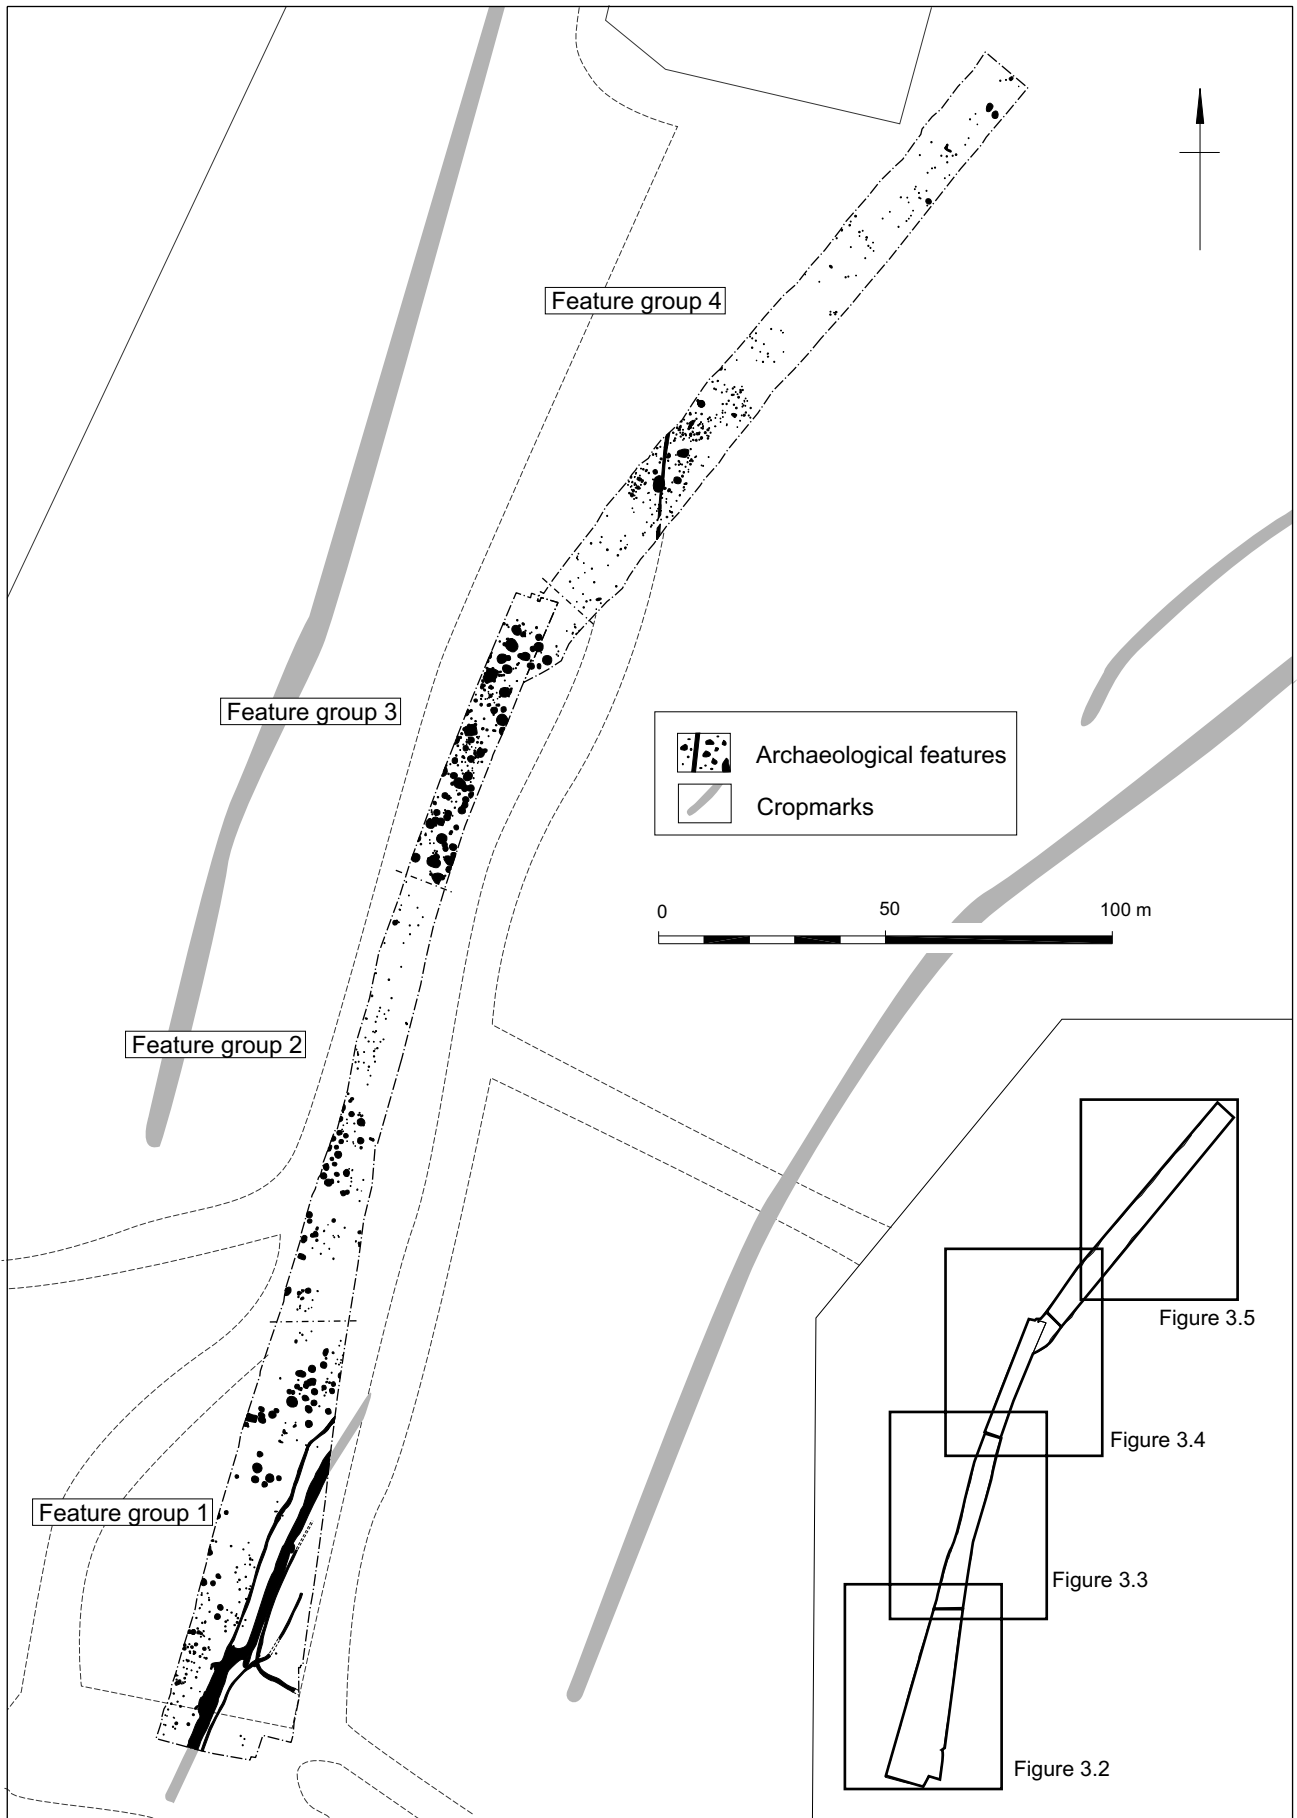 Feature group 4
Feature group 3
Archaeological features
Cropmarks
0 50 100 m
Feature group 2
Figure 3.5
Figure 3.4
Feature group 1
Figure 3.3
Figure 3.2